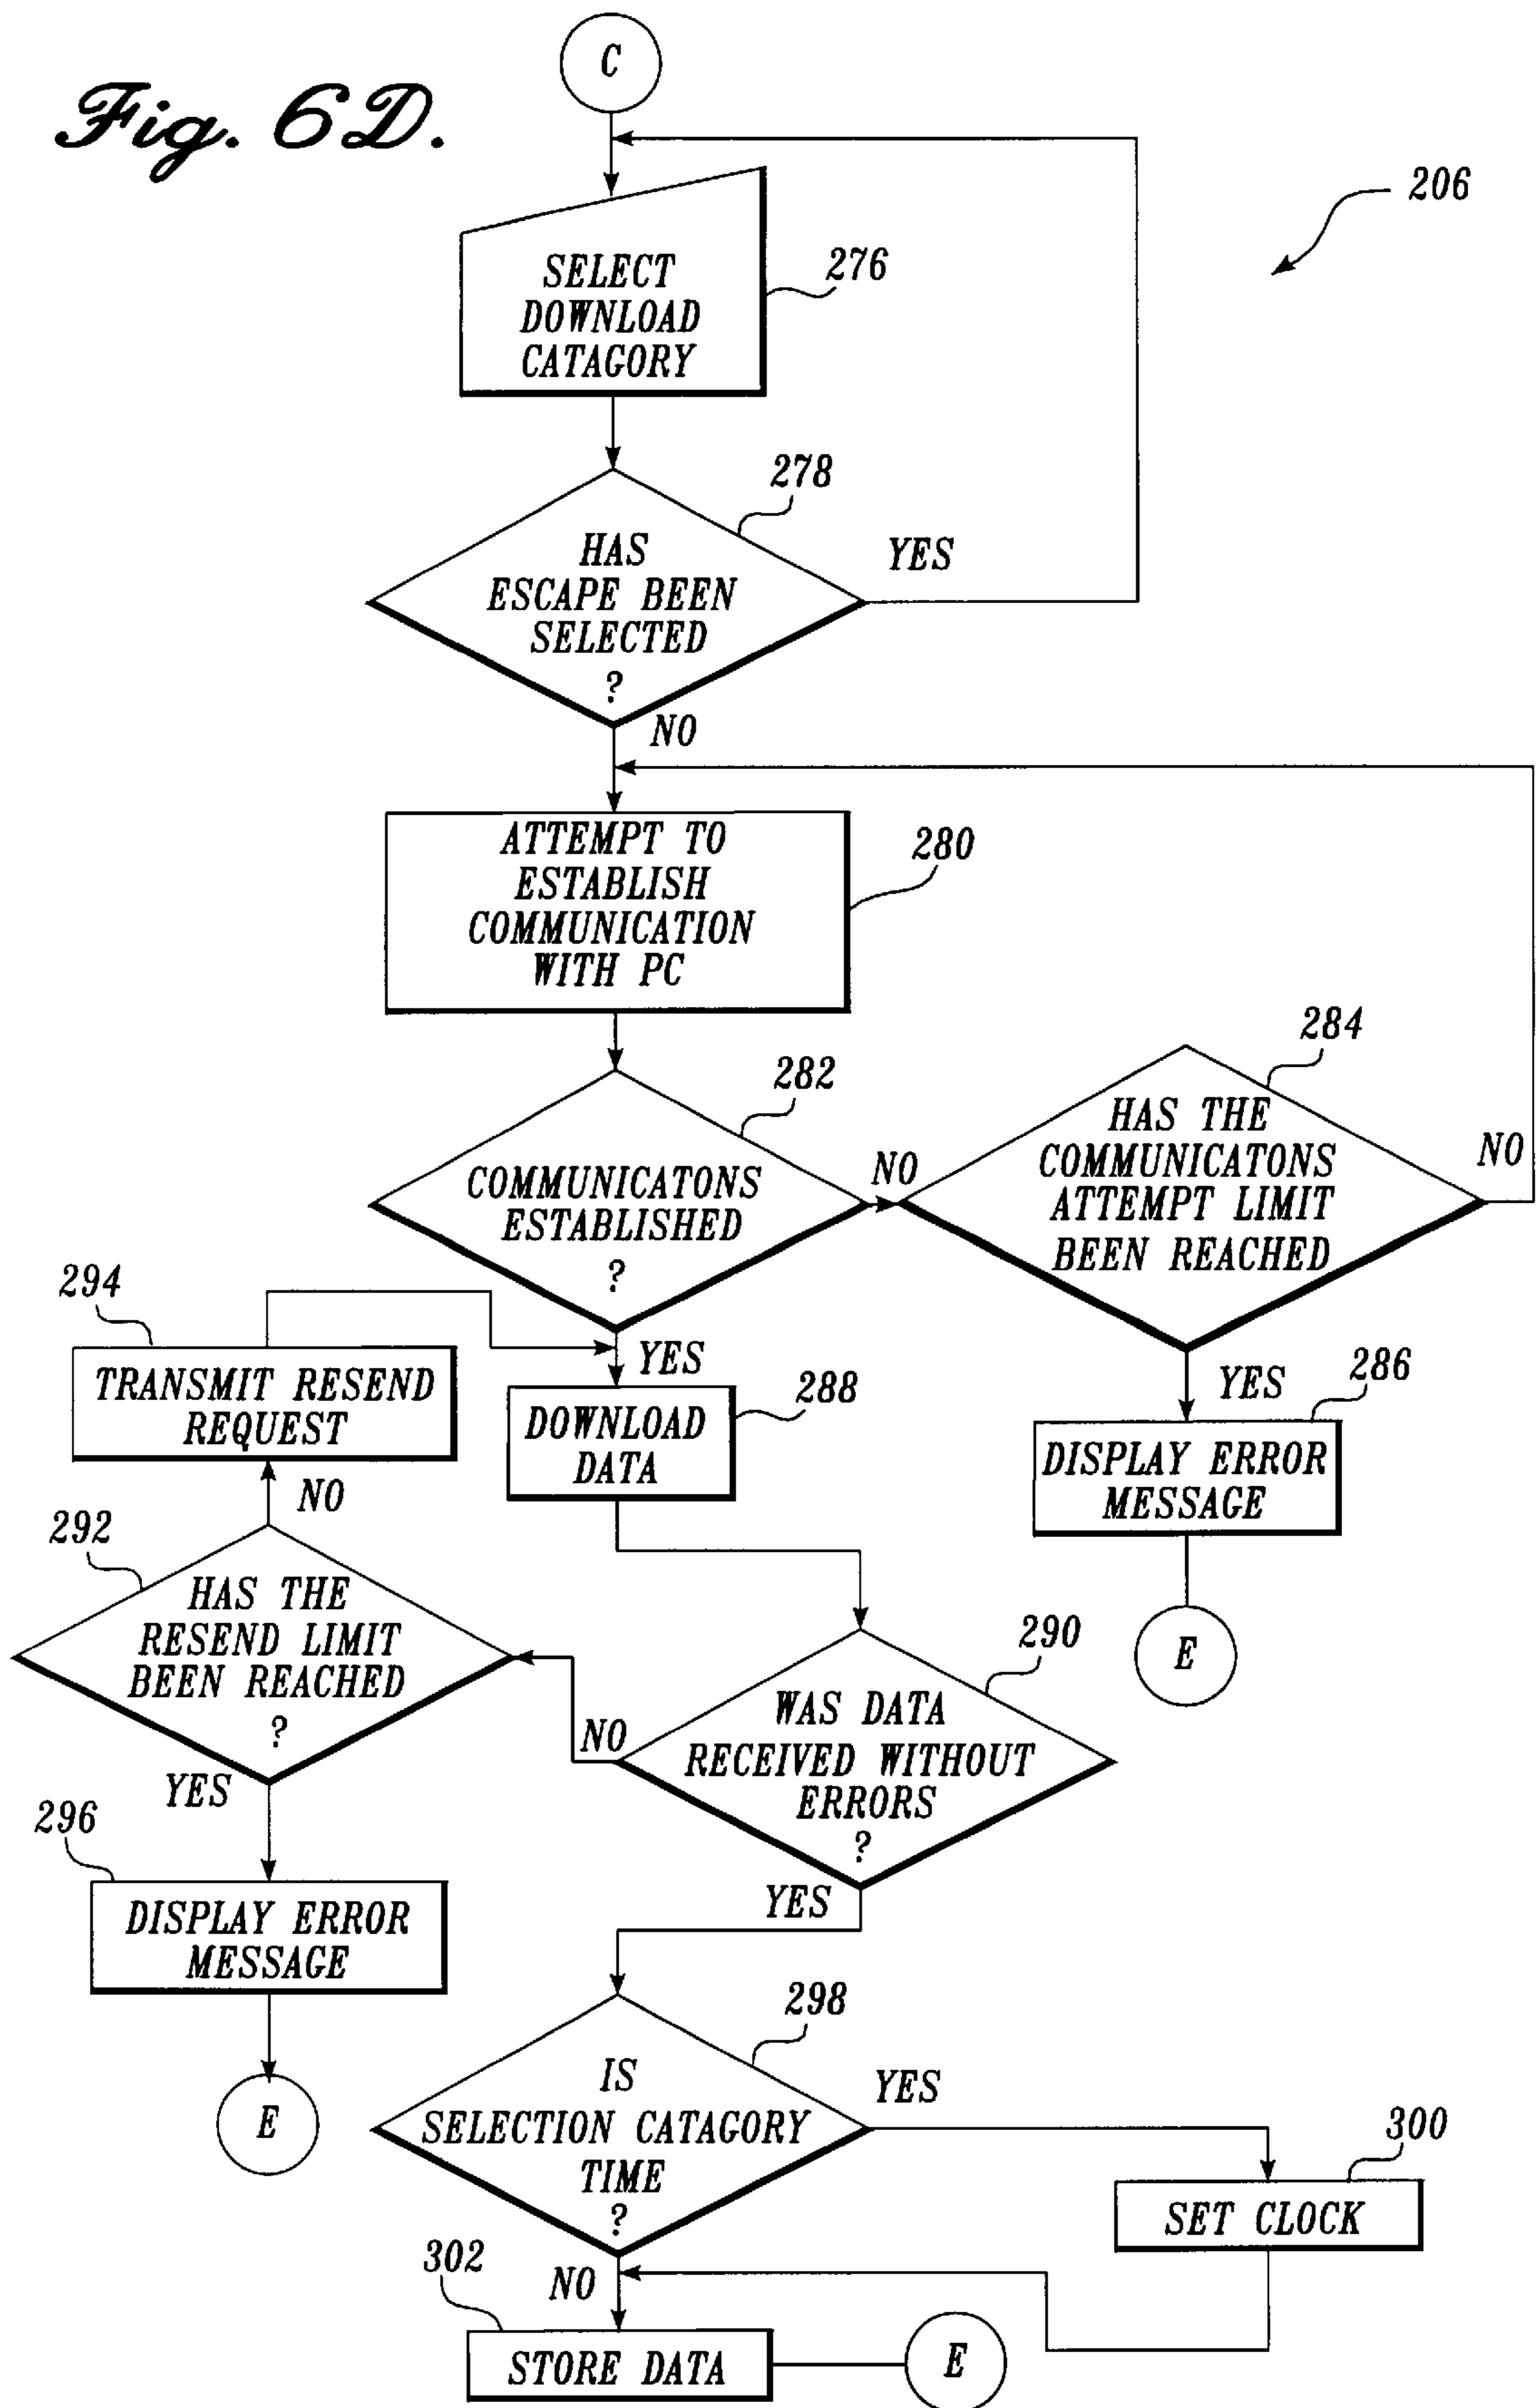 C
Fig. 6D.
206
SELECT
DOWNLOAD
CATAGORY
276
278
HAS
ESCAPE BEEN
SELECTED
?
YES
NO
ATTEMPT TO
ESTABLISH
COMMUNICATION
WITH PC
280
282
COMMUNICATONS
ESTABLISHED
?
NO
284
HAS THE
COMMUNICATONS
ATTEMPT LIMIT
BEEN REACHED
NO
294
TRANSMIT RESEND
REQUEST
YES
DOWNLOAD
DATA
288
YES
286
DISPLAY ERROR
MESSAGE
E
NO
292
HAS THE
RESEND LIMIT
BEEN REACHED
?
NO
290
WAS DATA
RECEIVED WITHOUT
ERRORS
?
YES
296
DISPLAY ERROR
MESSAGE
E
YES
298
IS
SELECTION CATAGORY
TIME
?
YES
300
SET CLOCK
302
NO
STORE DATA
E